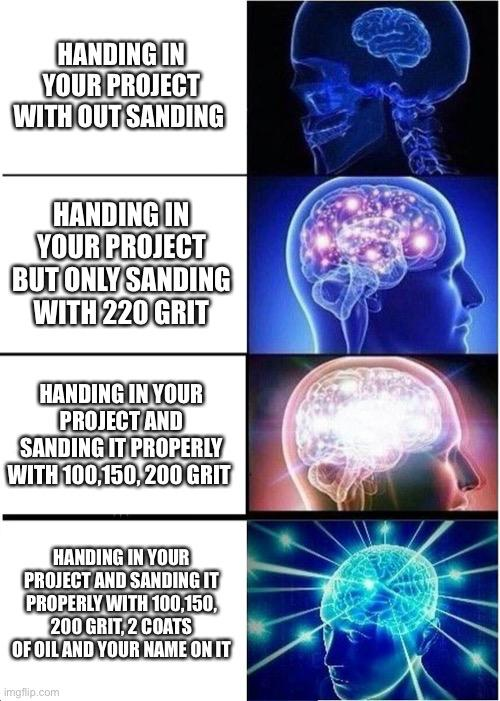 HANDING IN
YOUR PROJECT
WITH OUT SANDING
HANDING IN
YOUR PROJECT
BUT ONLY SANDING
WITH 220 GRIT
HANDING IN YOUR
PROJECT AND
SANDING IT PROPERLY
WITH 100,150, 200 GRIT
HANDING IN YOUR
PROJECT AND SANDING IT
PROPERLY WITH 100,150,
200 GRIT, 2 COATS
OF OIL AND YOUR NAME ON IT
imgflip.com